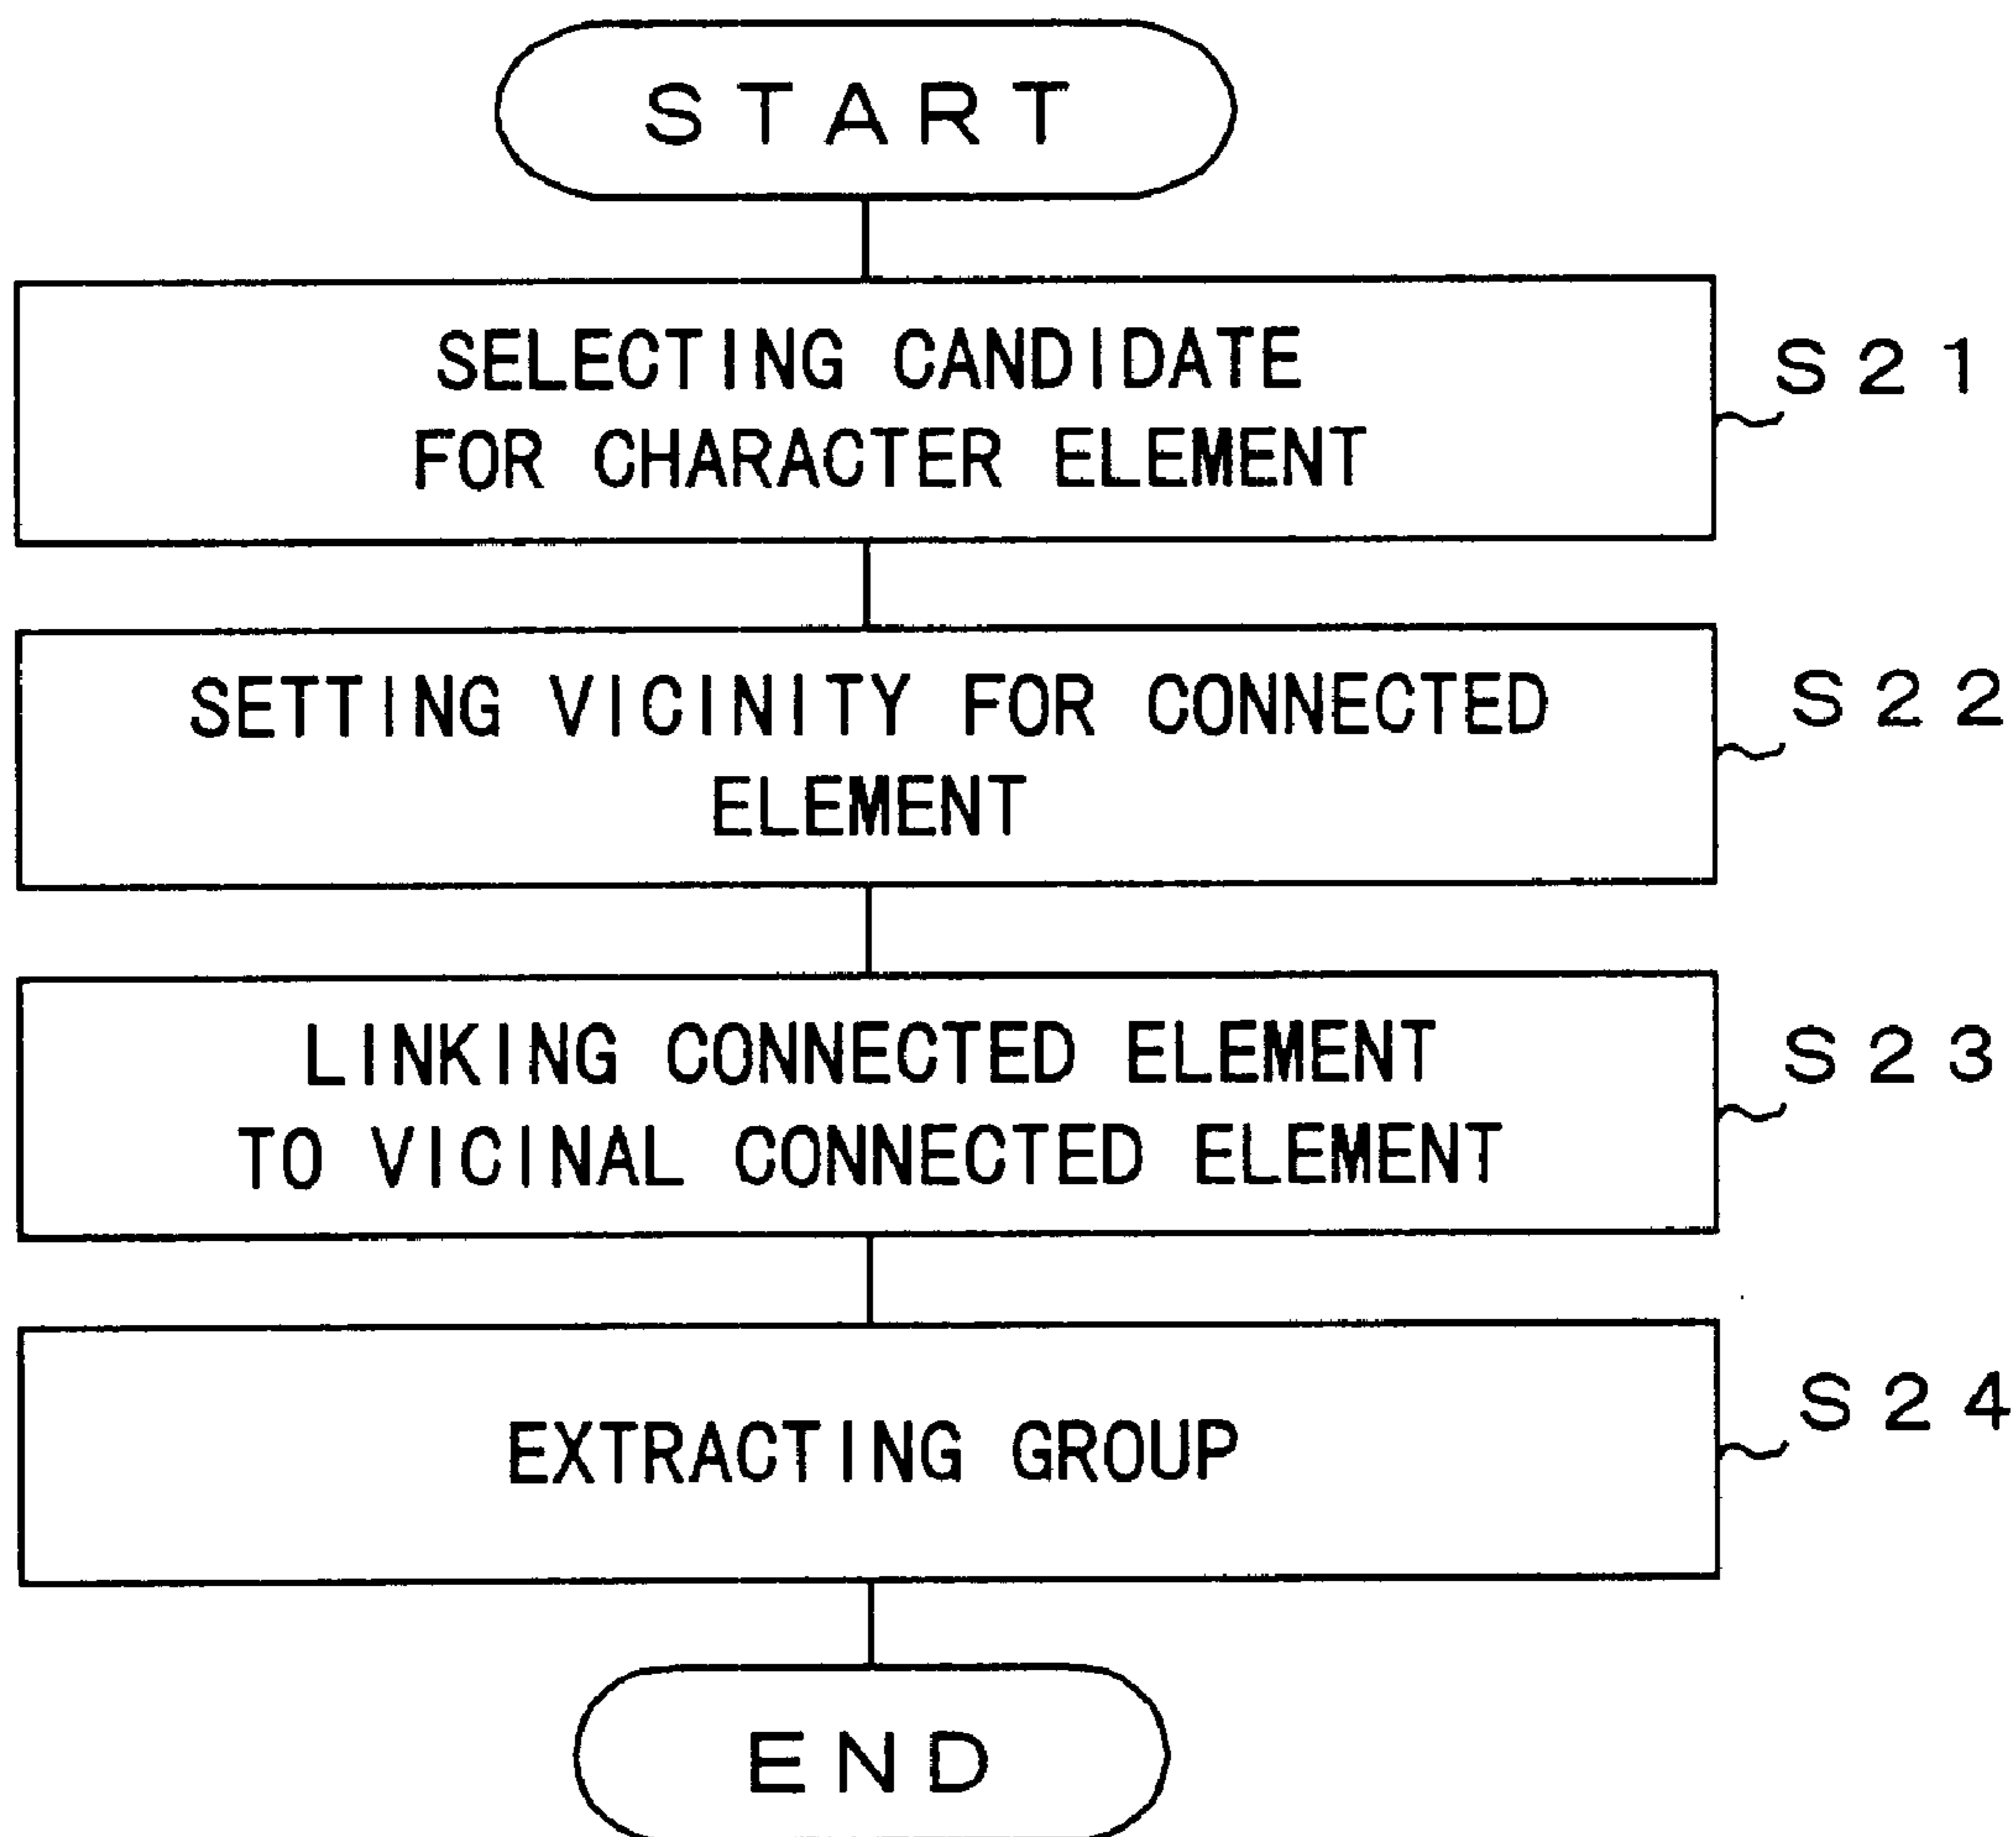 START
SELECTING CANDIDATE
FOR CHARACTER ELEMENT
S21
SETTING VICINITY FOR CONNECTED
ELEMENT
S22
LINKING CONNECTED ELEMENT
TO VICINAL CONNECTED ELEMENT
S23
EXTRACTING GROUP
S24
END